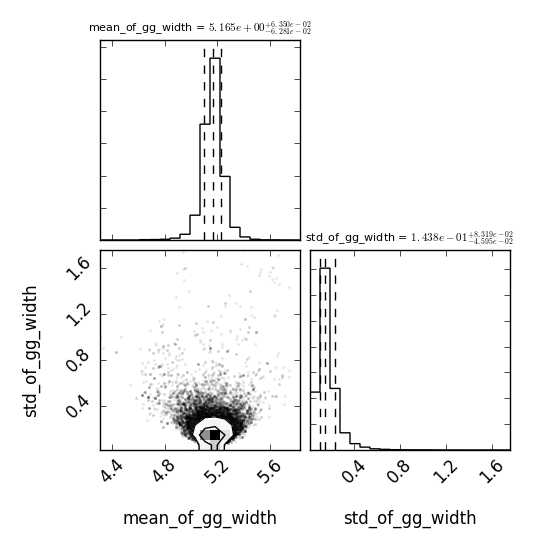 mean_of_gg_width = 5.165e+00+6.350e−02 −6.281e−02
std_of_gg_width = 1.438e−01+8.319e−02 −4.595e−02
1.6
1.2
0.8
0.4
std_of_gg_width
4.4 4.8 5.2 5.6
0.4 0.8 1.2 1.6
mean_of_gg_width
std_of_gg_width